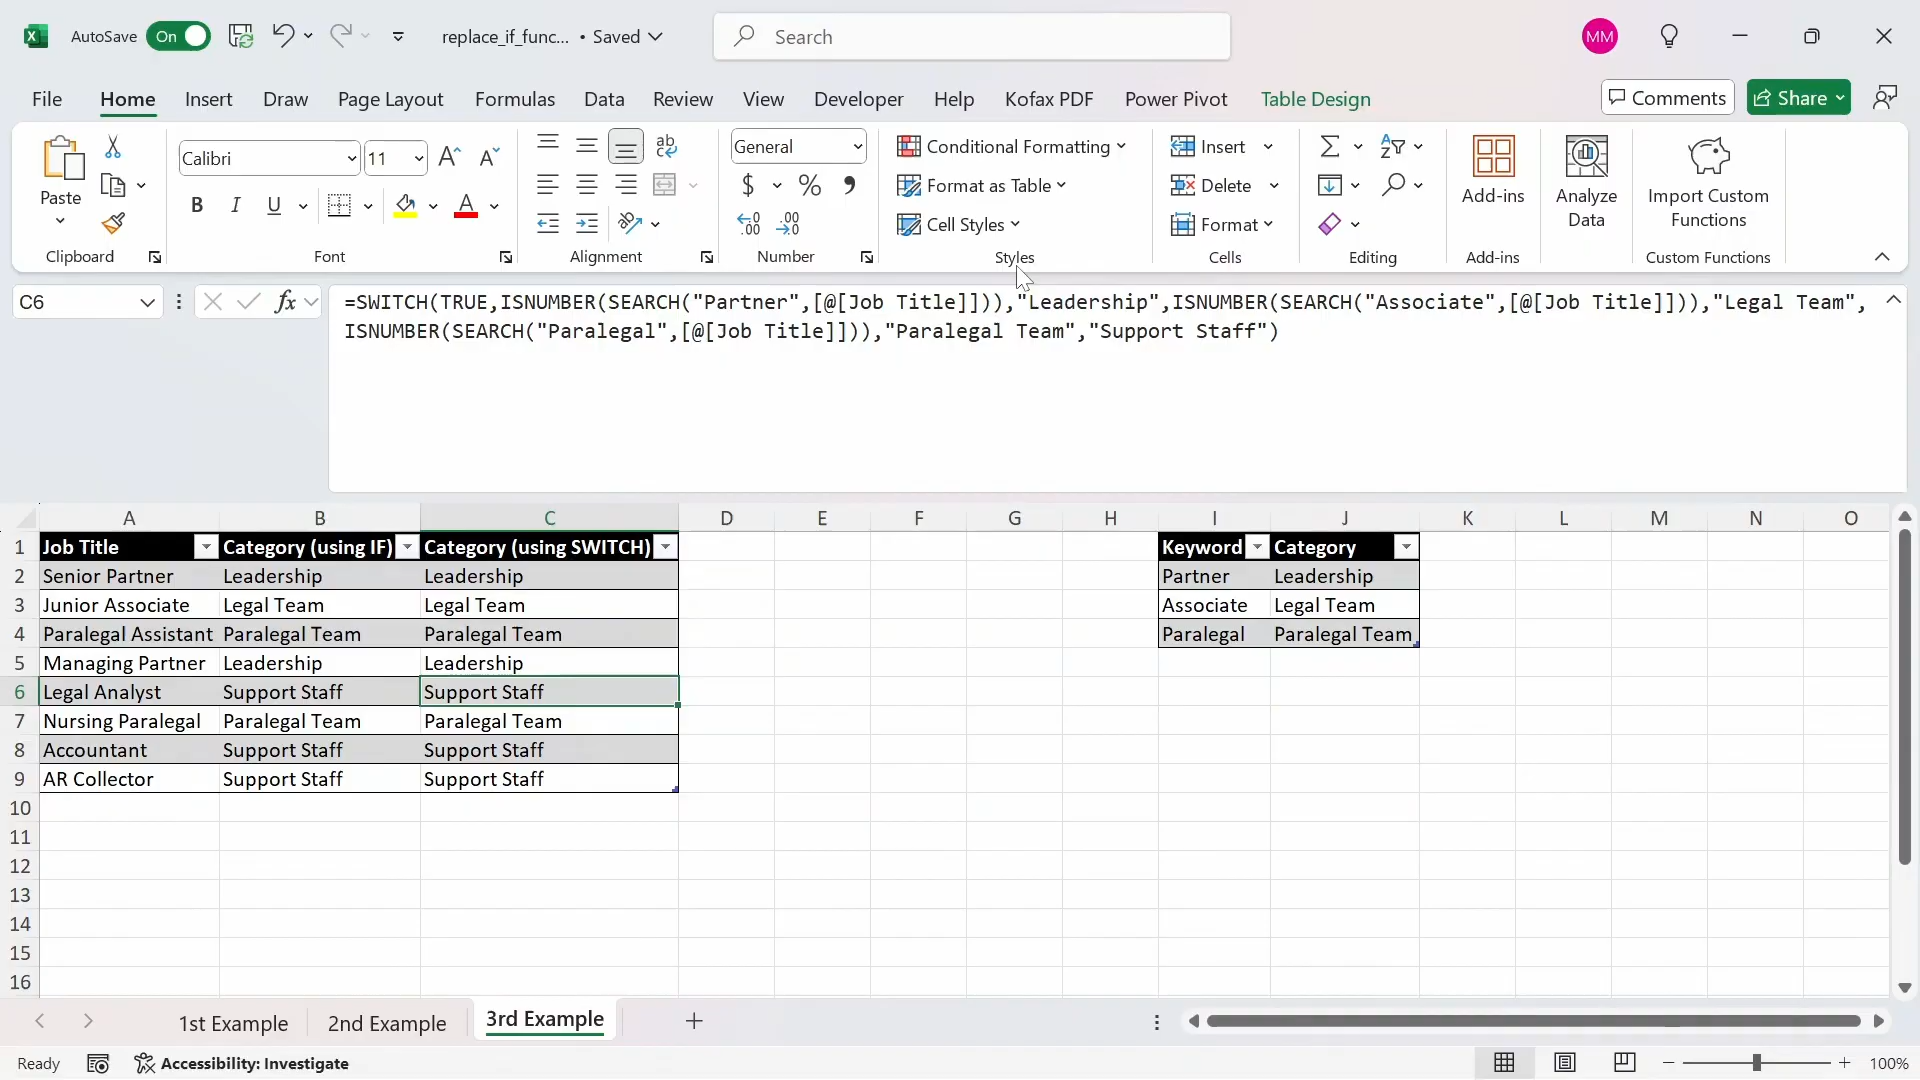 AutoSave On replace_if_func... • Saved Search MM
File Home Insert Draw Page Layout Formulas Data Review View Developer Help Kofax PDF Power Pivot Table Design Comments Share
Paste
Clipboard
Calibri 11
B I U A
Font
ab
Alignment
General
$ % 9
Number
Conditional Formatting
Format as Table
Cell Styles
Styles
Insert
Delete
Format
Cells
Editing
Add-ins
Add-ins
Analyze
Data
Import Custom
Functions
Custom Functions
C6 fx =SWITCH(TRUE,ISNUMBER(SEARCH("Partner",[@[Job Title]])),"Leadership",ISNUMBER(SEARCH("Associate",[@[Job Title]])),"Legal Team",
ISNUMBER(SEARCH("Paralegal",[@[Job Title]])),"Paralegal Team","Support Staff")
A B C D E F G H I J K L M N O
1 Job Title Category (using IF) Category (using SWITCH) Keyword Category
2 Senior Partner Leadership Leadership Partner Leadership
3 Junior Associate Legal Team Legal Team Associate Legal Team
4 Paralegal Assistant Paralegal Team Paralegal Team Paralegal Paralegal Team
5 Managing Partner Leadership Leadership
6 Legal Analyst Support Staff Support Staff
7 Nursing Paralegal Paralegal Team Paralegal Team
8 Accountant Support Staff Support Staff
9 AR Collector Support Staff Support Staff
10
11
12
13
14
15
16
1st Example 2nd Example 3rd Example
Ready Accessibility: Investigate 100%